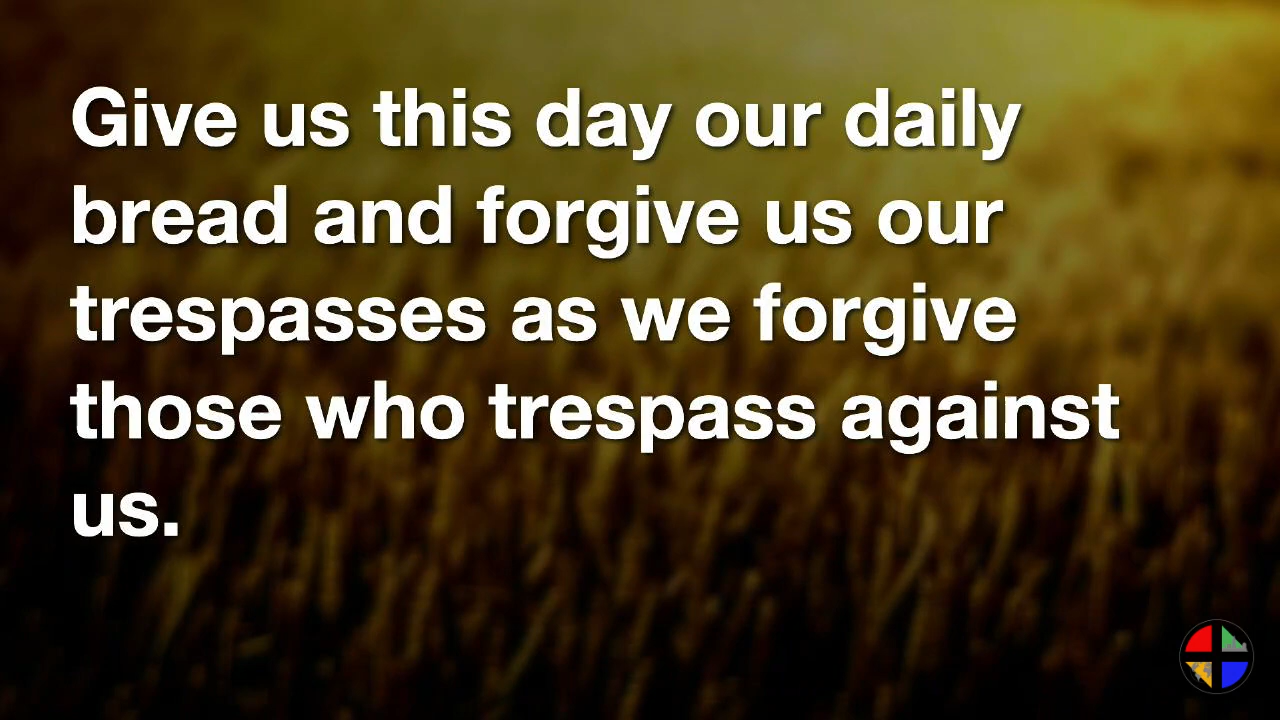 Give us this day our daily
bread and forgive us our
trespasses as we forgive
those who trespass against
us.